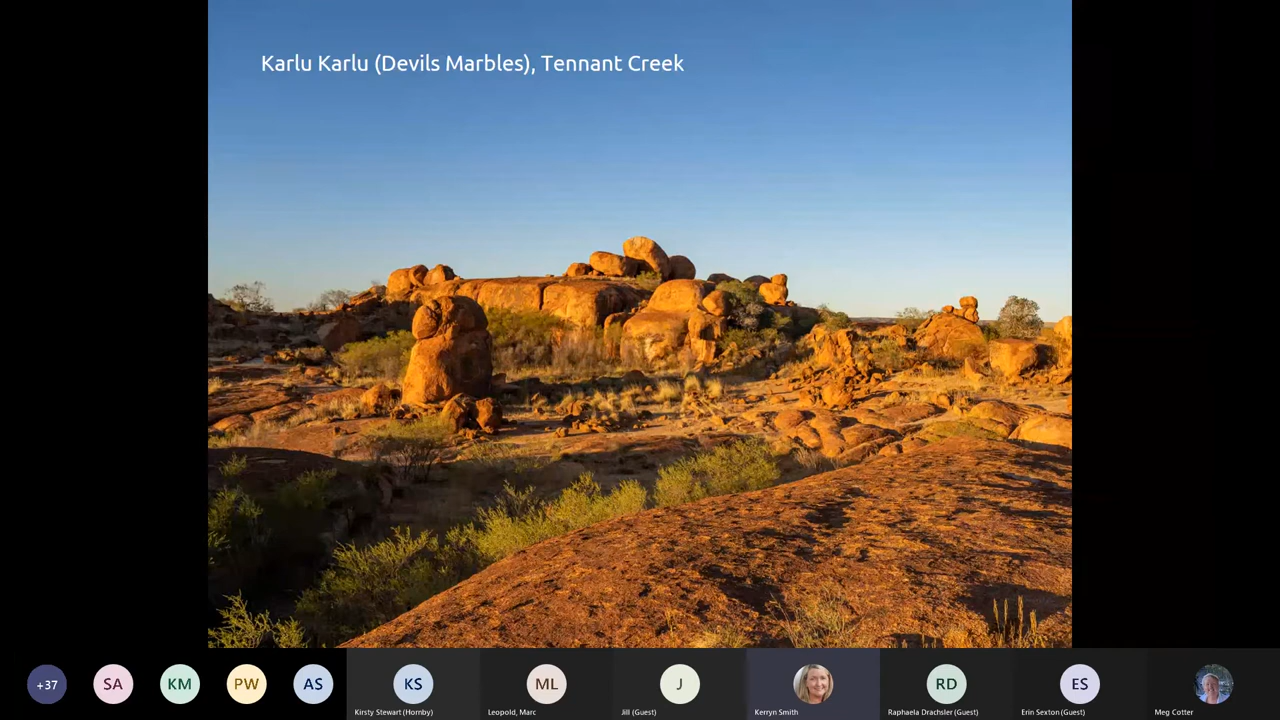 Karlu Karlu (Devils Marbles), Tennant Creek
+37
SA
KM
PW
AS
KS
ML
J
RD
ES
Kirsty Stewart (Hornby)
Leopold, Marc
Jill (Guest)
Kerryn Smith
Raphaela Drachsler (Guest)
Erin Sexton (Guest)
Meg Cotter